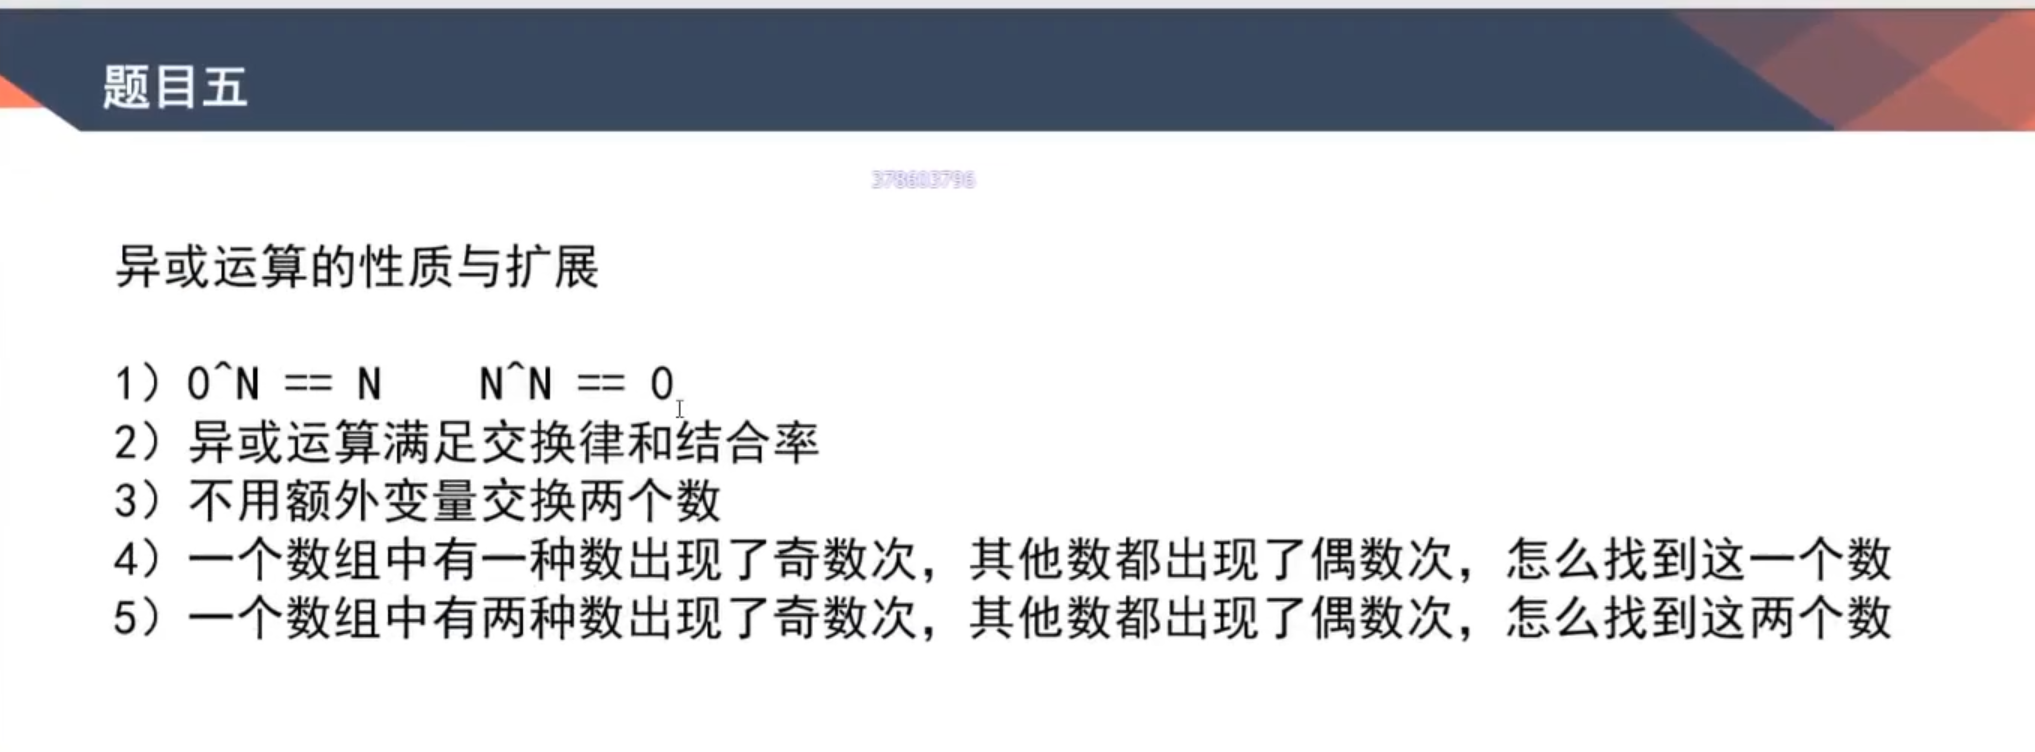 题目五
异或运算的性质与扩展
1）0^N == N    N^N == 0
2）异或运算满足交换律和结合率
3）不用额外变量交换两个数
4）一个数组中有一种数出现了奇数次，其他数都出现了偶数次，怎么找到这一个数
5）一个数组中有两种数出现了奇数次，其他数都出现了偶数次，怎么找到这两个数